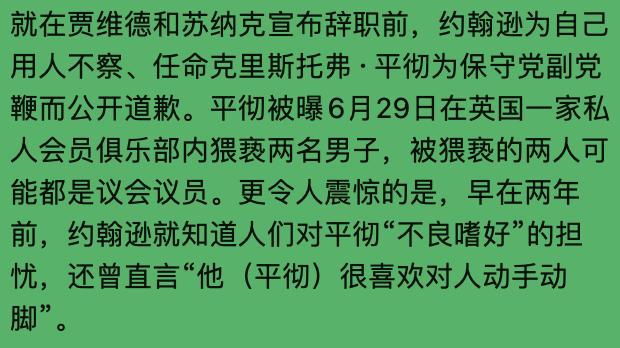 就在贾维德和苏纳克宣布辞职前，约翰逊为自己
用人不察、任命克里斯托弗·平彻为保守党副党
鞭而公开道歉。平彻被曝6月29日在英国一家私
人会员俱乐部内猥亵两名男子，被猥亵的两人可
能都是议会议员。更令人震惊的是，早在两年
前，约翰逊就知道人们对平彻“不良嗜好”的担
忧，还曾直言“他（平彻）很喜欢对人动手动
脚”。